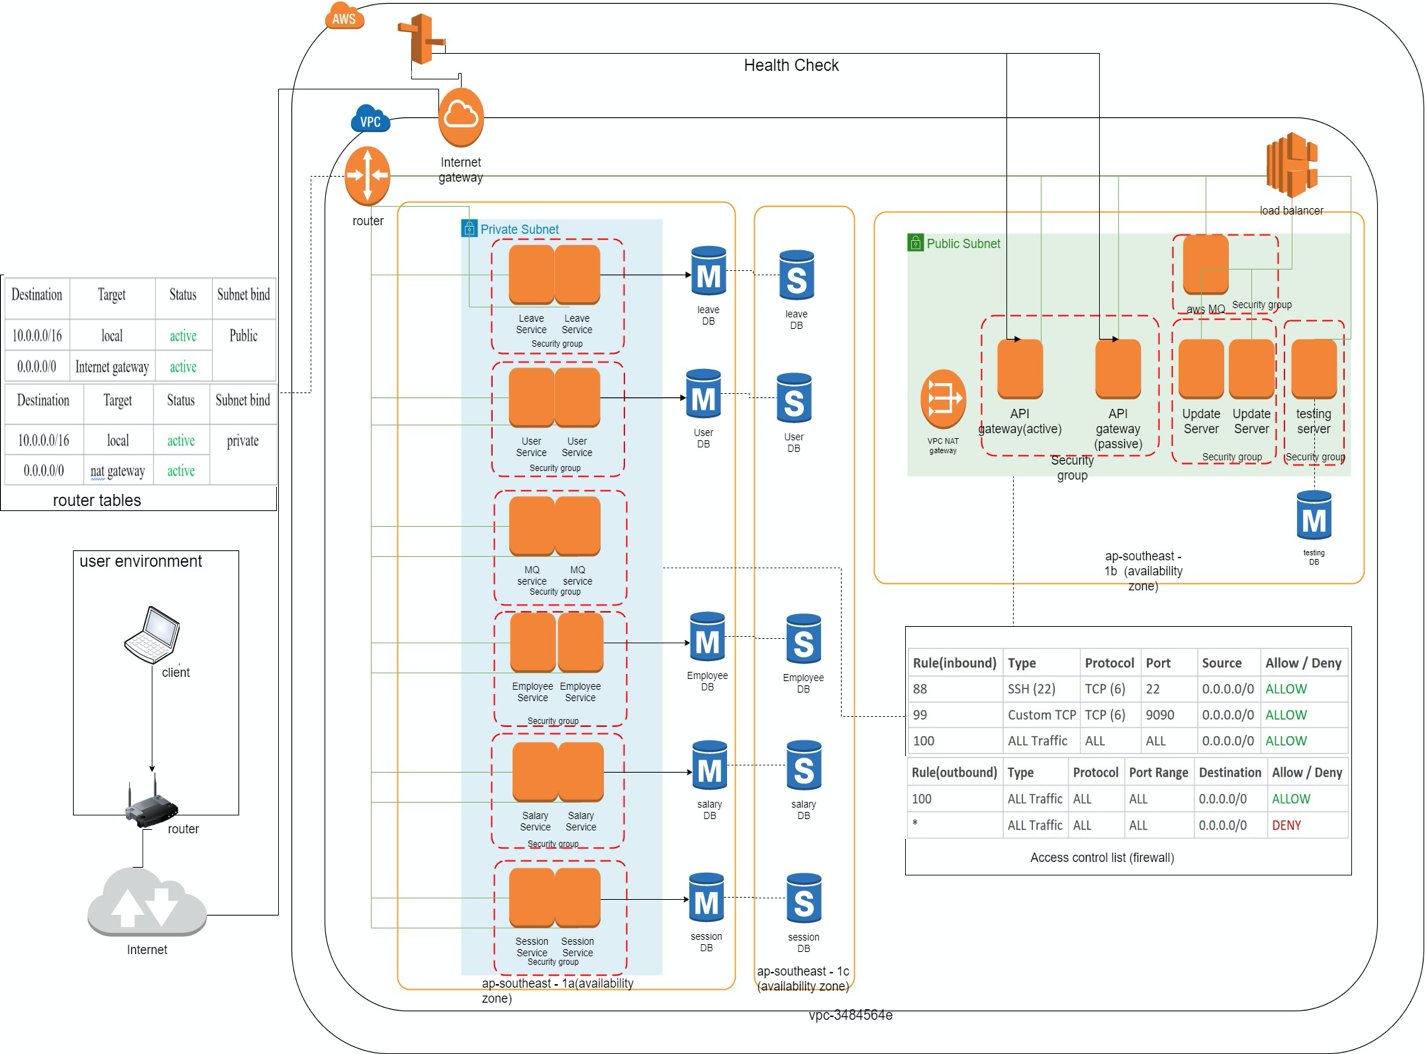 AWS
Health Check
VPC
Internet
gateway
router
load balancer
Private Subnet
Public Subnet
Leave
Service
Leave
Service
Security group
leave
DB
leave
DB
User
Service
User
Service
Security group
User
DB
User
DB
MQ
service
MQ
service
Security group
Employee
Service
Employee
Service
Security group
Employee
DB
Employee
DB
Salary
Service
Salary
Service
Security group
salary
DB
salary
DB
Session
Service
Session
Service
Security group
session
DB
session
DB
M
S
M
S
M
S
M
S
M
S
ap-southeast - 1a(availability
zone)
ap-southeast - 1c
(availability zone)
vpc-3484564e
aws MQ
Security group
VPC NAT
gateway
API
gateway(active)
API
gateway
(passive)
Security
group
Update
Server
Update
Server
Security group
testing
server
Security group
M
testing
DB
ap-southeast -
1b (availability
zone)
Destination Target Status Subnet bind
10.0.0.0/16 local active Public
0.0.0.0/0 Internet gateway active
Destination Target Status Subnet bind
10.0.0.0/16 local active private
0.0.0.0/0 nat gateway active
router tables
user environment
client
router
Internet
Rule(inbound) Type Protocol Port Source Allow / Deny
88 SSH (22) TCP (6) 22 0.0.0.0/0 ALLOW
99 Custom TCP TCP (6) 9090 0.0.0.0/0 ALLOW
100 ALL Traffic ALL ALL 0.0.0.0/0 ALLOW
Rule(outbound) Type Protocol Port Range Destination Allow / Deny
100 ALL Traffic ALL ALL 0.0.0.0/0 ALLOW
* ALL Traffic ALL ALL 0.0.0.0/0 DENY
Access control list (firewall)